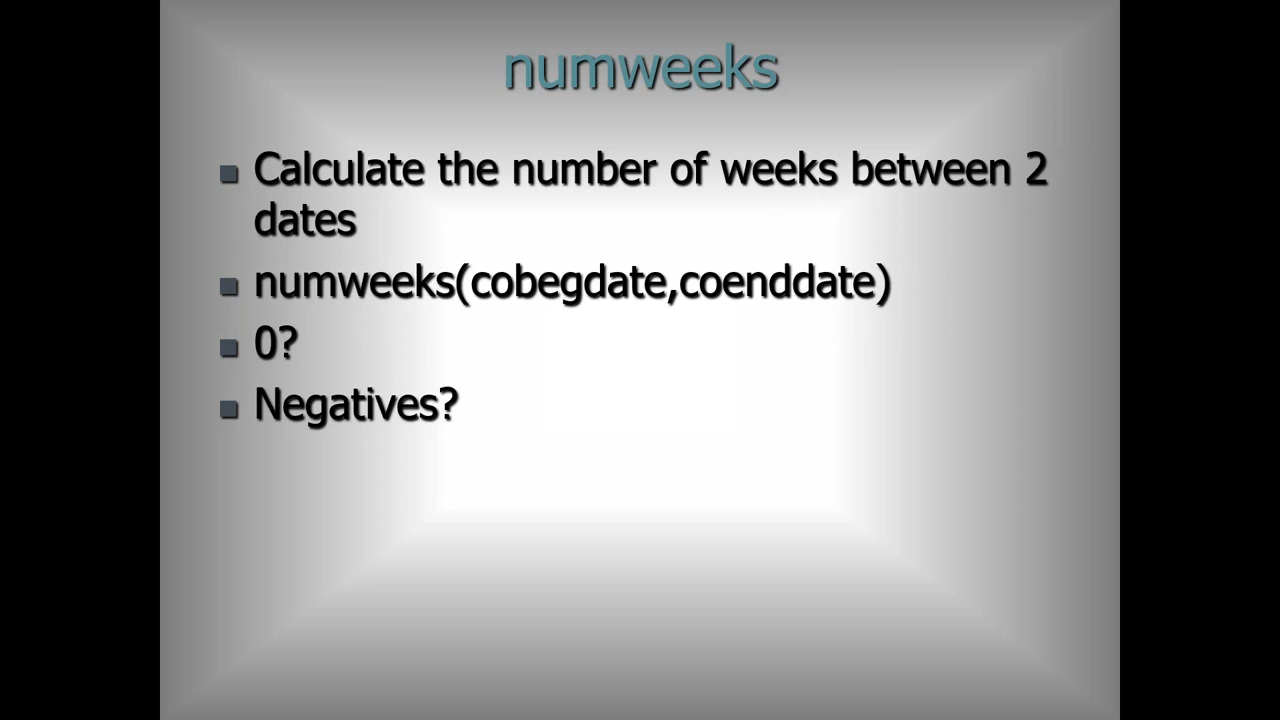 numweeks
Calculate the number of weeks between 2
dates
numweeks(cobegdate,coenddate)
0?
Negatives?